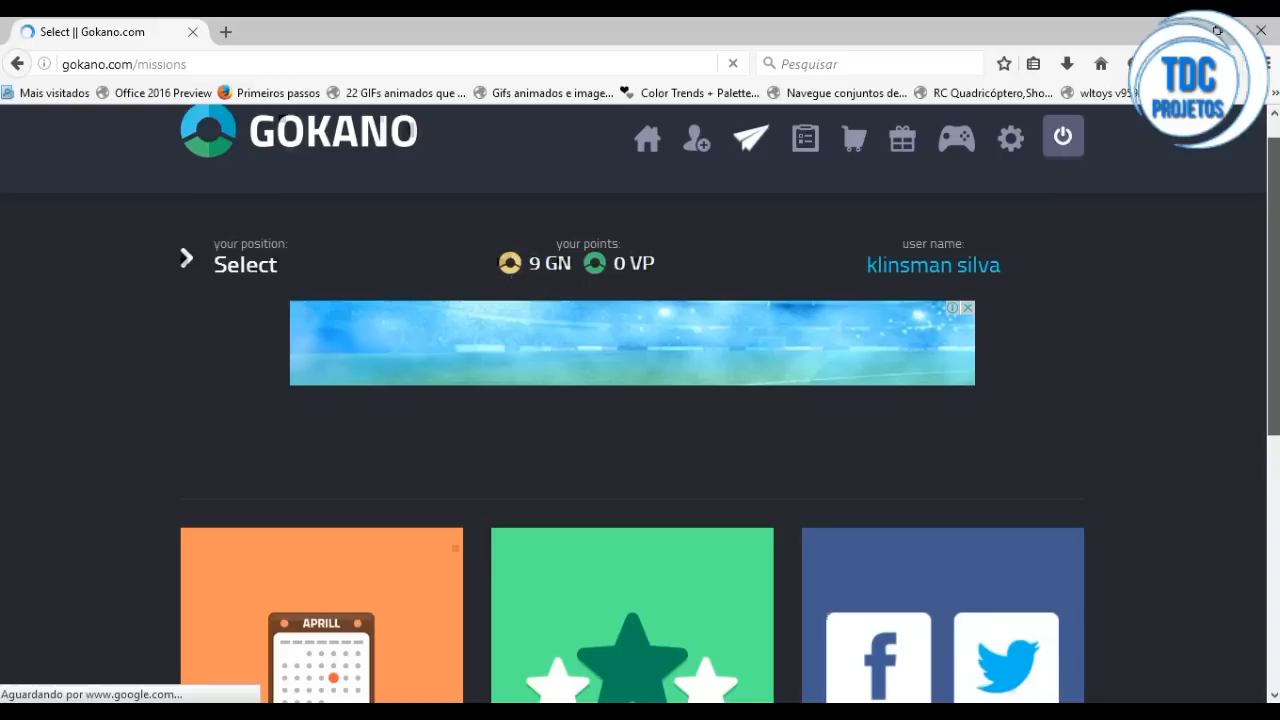 Select || Gokano.com
gokano.com/missions
Pesquisar
Mais visitados
Office 2016 Preview
Primeiros passos
22 GIFs animados que ...
Gifs animados e image...
Color Trends + Palette...
Navegue conjuntos de...
RC Quadricóptero,Sho...
wltoys v959
TDC
PROJETOS
GOKANO
your position:
Select
your points:
9 GN
0 VP
user name:
klinsman silva
APRILL
Aguardando por www.google.com...